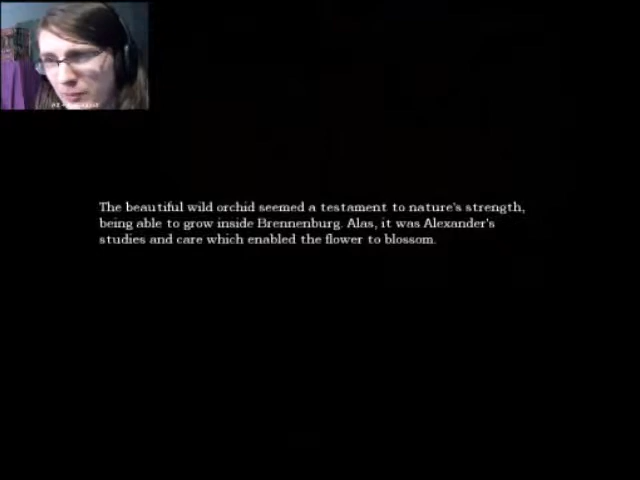 The beautiful wild orchid seemed a testament to nature's strength,
being able to grow inside Brennenburg. Alas, it was Alexander's
studies and care which enabled the flower to blossom.